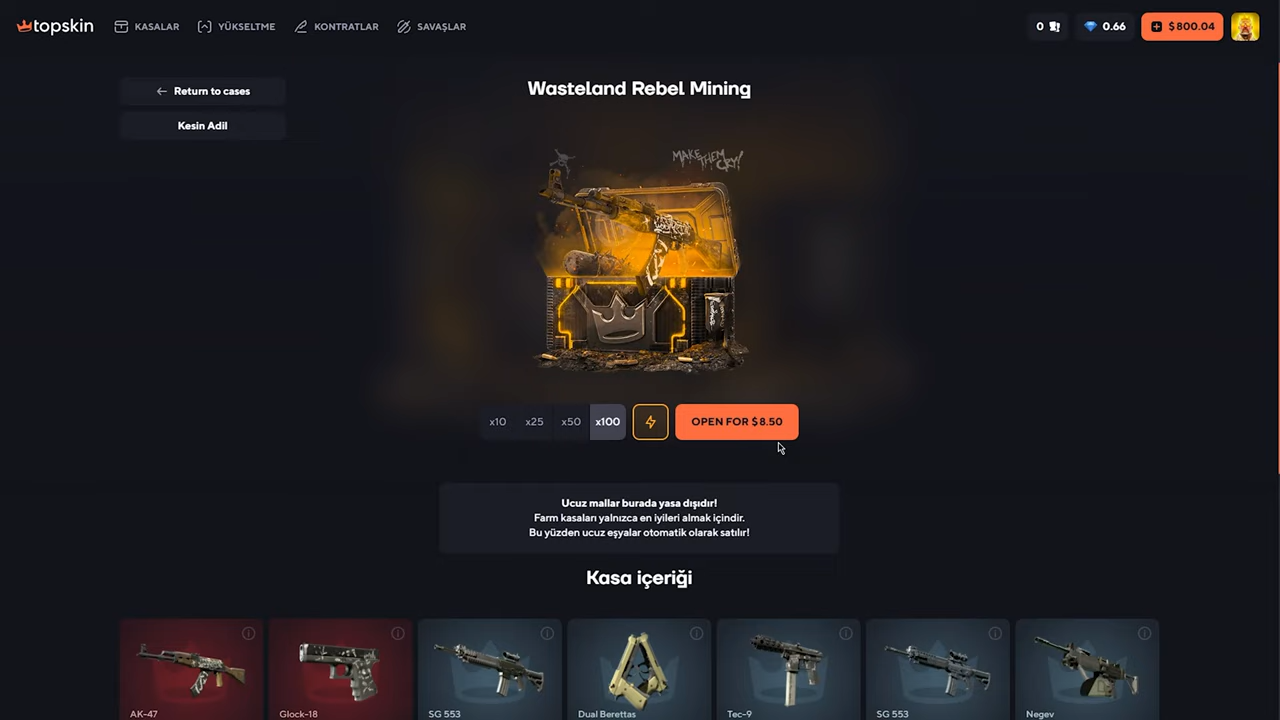 topskin
KASALAR
YÜKSELTME
KONTRATLAR
SAVAŞLAR
0
0.66
$800.04
Return to cases
Kesin Adil
Wasteland Rebel Mining
MAKE THEM CRY!
x10
x25
x50
x100
OPEN FOR $8.50
Ucuz mallar burada yasa dışıdır!
Farm kasaları yalnızca en iyileri almak içindir.
Bu yüzden ucuz eşyalar otomatik olarak satılır!
Kasa içeriği
AK-47
Glock-18
SG 553
Dual Berettas
Tec-9
SG 553
Negev